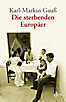 Karl-Markus Gauß
Die sterbenden
Europäer